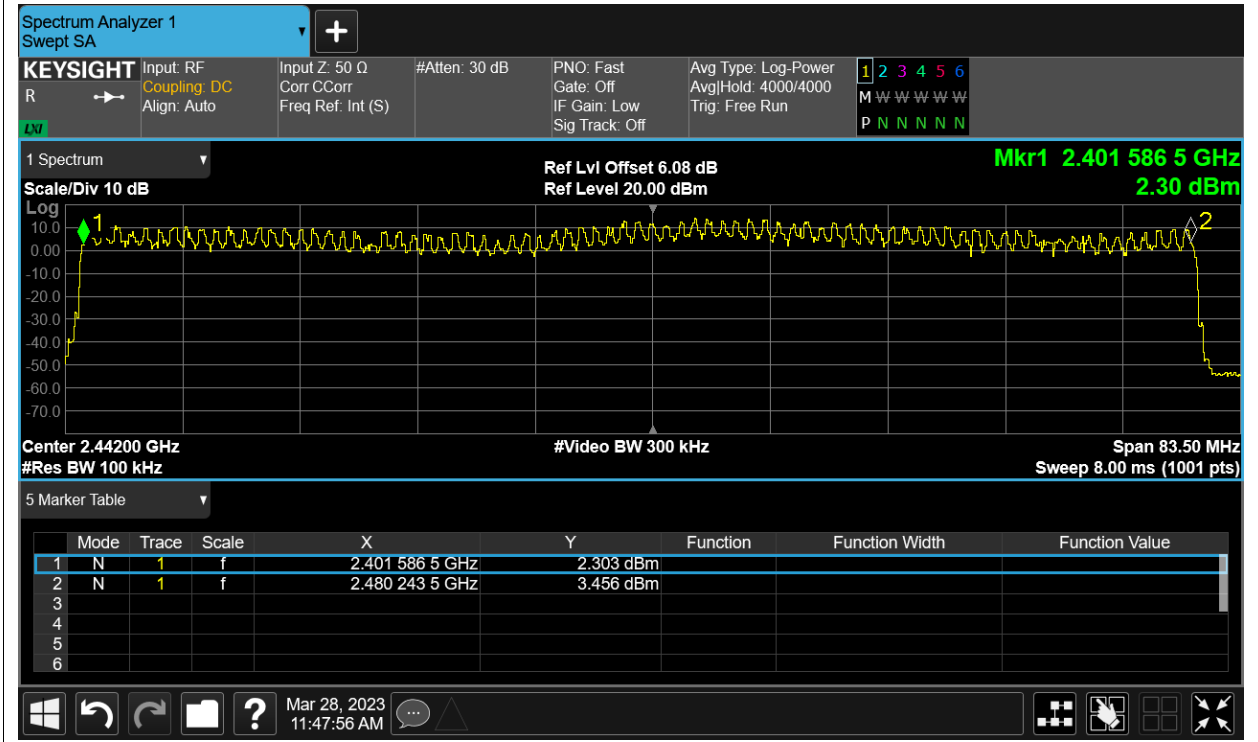 Spectrum Analyzer 1
Swept SA
KEYSIGHT
R
LXI
Input: RF
Coupling: DC
Align: Auto
Input Z: 50 Ω
Corr CCorr
Freq Ref: Int (S)
#Atten: 30 dB
PNO: Fast
Gate: Off
IF Gain: Low
Sig Track: Off
Avg Type: Log-Power
Avg|Hold: 4000/4000
Trig: Free Run
1 2 3 4 5 6
M W W W W W
P N N N N N
1 Spectrum
Scale/Div 10 dB
Ref Lvl Offset 6.08 dB
Ref Level 20.00 dBm
Mkr1 2.401 586 5 GHz
2.30 dBm
Log
10.0
0.00
-10.0
-20.0
-30.0
-40.0
-50.0
-60.0
-70.0
1
2
Center 2.44200 GHz
#Res BW 100 kHz
#Video BW 300 kHz
Span 83.50 MHz
Sweep 8.00 ms (1001 pts)
5 Marker Table
Mode Trace Scale X Y Function Function Width Function Value
1 N 1 f 2.401 586 5 GHz 2.303 dBm
2 N 1 f 2.480 243 5 GHz 3.456 dBm
3
4
5
6
?
Mar 28, 2023
11:47:56 AM